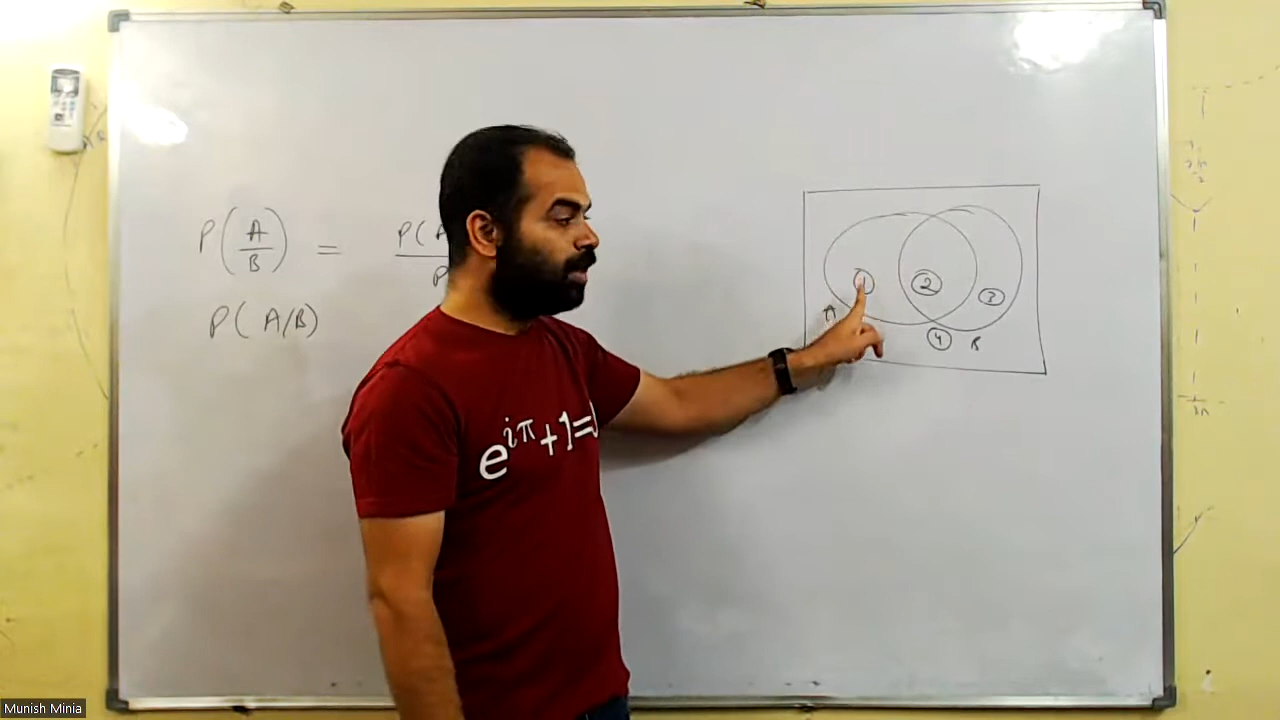 P(A/B) = P(A
P
P(A/B)
1 2 3
A 4 B
e^{iπ}+1=
Munish Minia